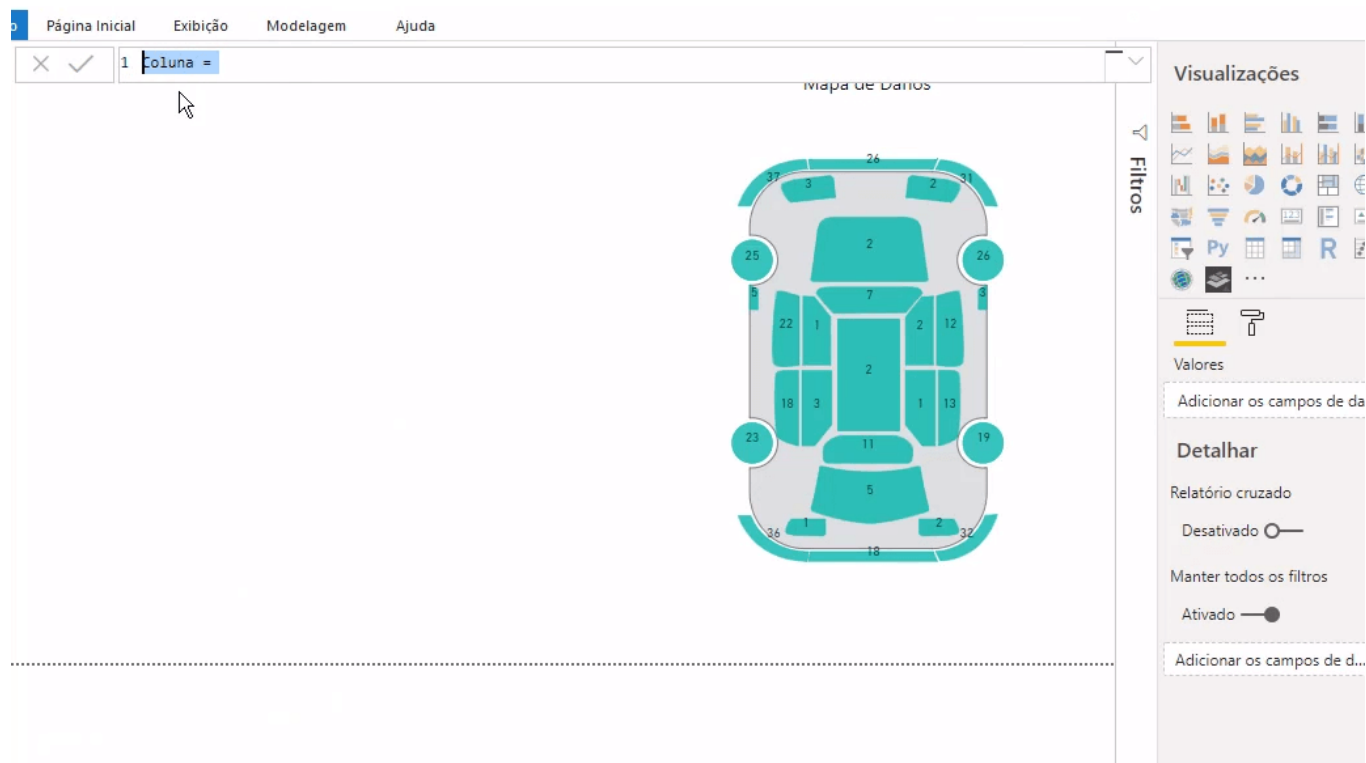 Página Inicial Exibição Modelagem Ajuda
1 Coluna =
Mapa de Danos
26
37 3 2 31
2
25 26
5 7 3
22 1 2 12
2
18 3 1 13
23 11 19
5
1 2
36 32
18
Filtros
Visualizações
123
Py R
Valores
Adicionar os campos de da
Detalhar
Relatório cruzado
Desativado
Manter todos os filtros
Ativado
Adicionar os campos de d...